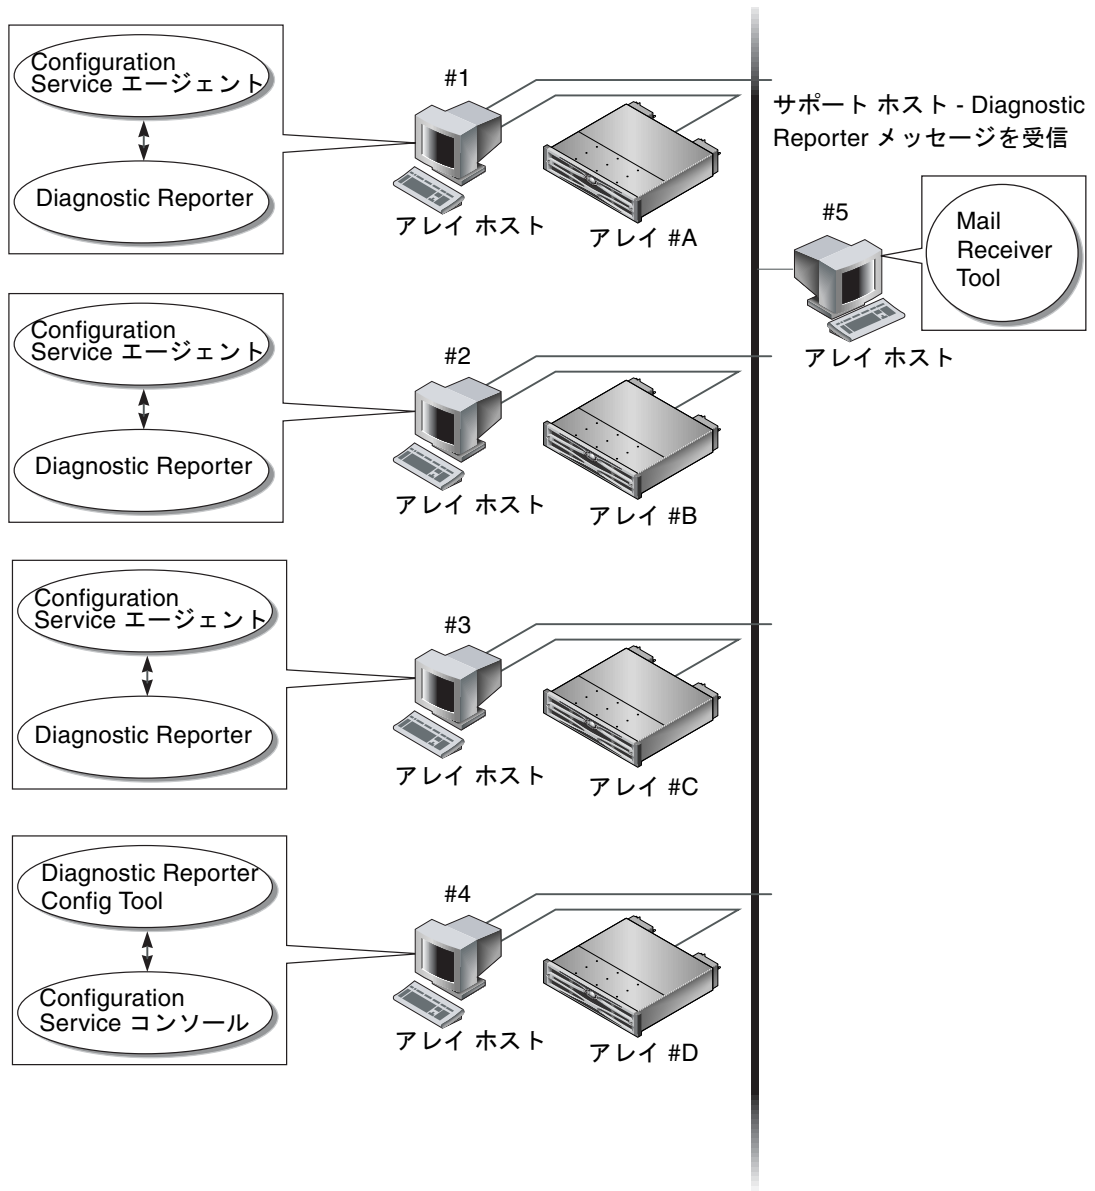 Configuration
Service エージェント
Diagnostic Reporter
#1
アレイ ホスト
アレイ #A
サポート ホスト - Diagnostic
Reporter メッセージを受信
#5
Mail
Receiver
Tool
アレイ ホスト
Configuration
Service エージェント
Diagnostic Reporter
#2
アレイ ホスト
アレイ #B
Configuration
Service エージェント
Diagnostic Reporter
#3
アレイ ホスト
アレイ #C
Diagnostic Reporter
Config Tool
Configuration
Service コンソール
#4
アレイ ホスト
アレイ #D